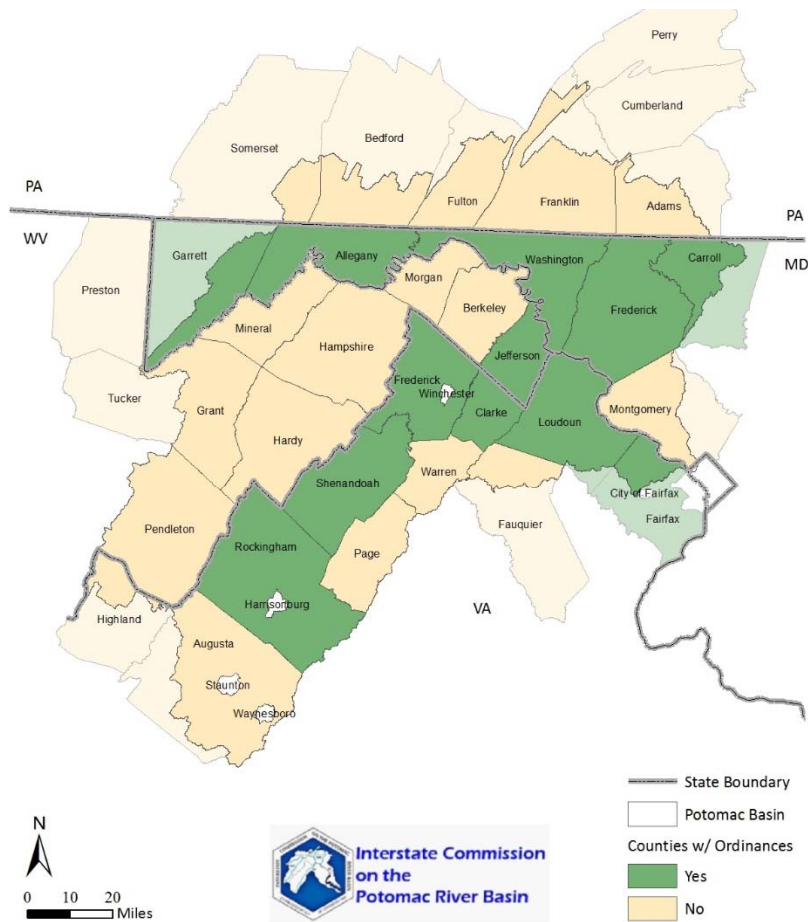 Perry
Cumberland
Bedford
Somerset
PA
Fulton
Franklin
Adams
PA
WV
Garrett
Allegany
Washington
Carroll
MD
Preston
Morgan
Frederick
Mineral
Berkeley
Hampshire
Jefferson
Tucker
Frederick
Winchester
Grant
Clarke
Montgomery
Loudoun
Hardy
Warren
Shenandoah
City of Fairfax
Fairfax
Pendleton
Fauquier
Rockingham
Page
VA
Harrisonburg
Highland
Augusta
Staunton
Waynesboro
State Boundary
Potomac Basin
Counties w/ Ordinances
Yes
No
N
0 10 20
Miles
Interstate Commission
on the
Potomac River Basin